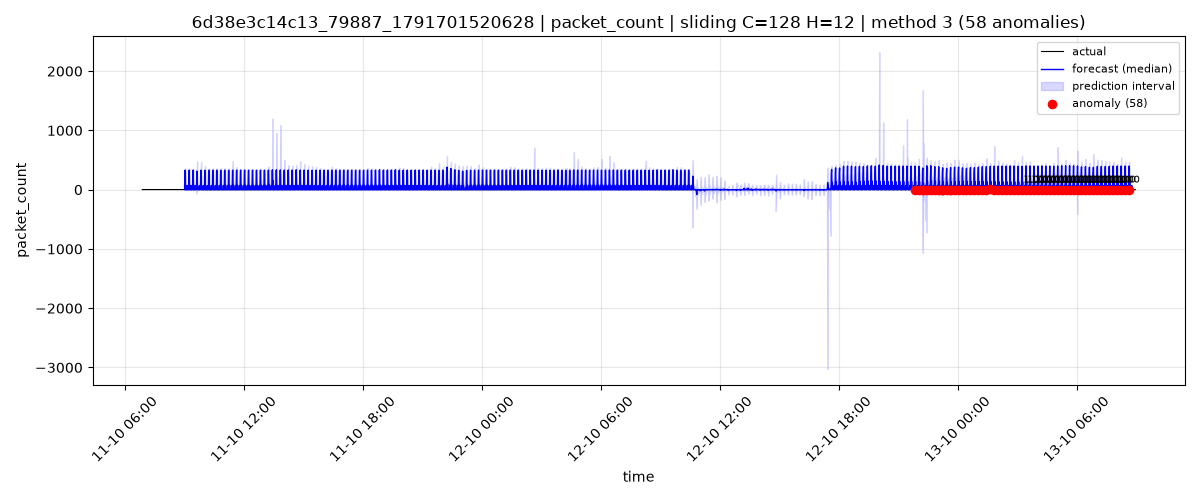 6d38e3c14c13_79887_1791701520628 | packet_count | sliding C=128 H=12 | method 3 (58 anomalies)
actual
forecast (median)
prediction interval
anomaly (58)
packet_count
2000
1000
0
−1000
−2000
−3000
11-10 06:00
11-10 12:00
11-10 18:00
12-10 00:00
12-10 06:00
12-10 12:00
12-10 18:00
13-10 00:00
13-10 06:00
time